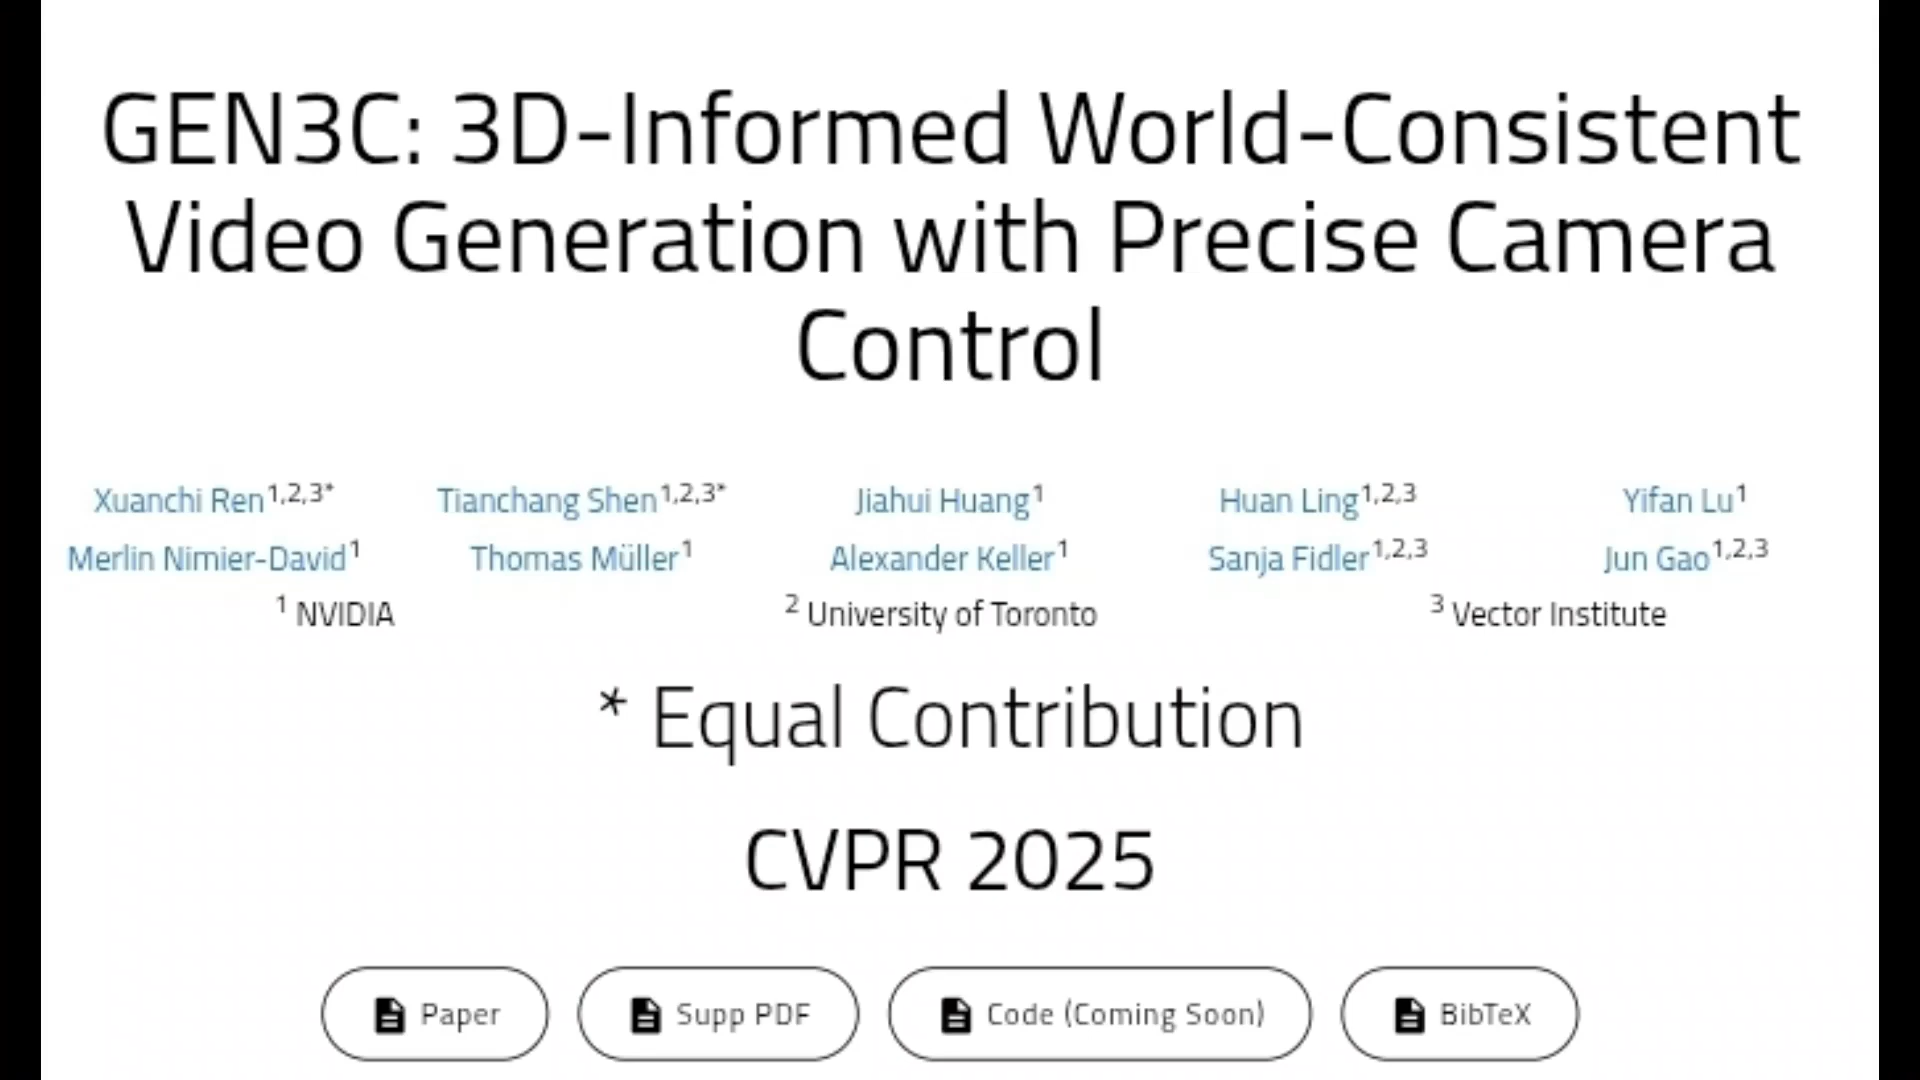 GEN3C: 3D-Informed World-Consistent
Video Generation with Precise Camera
Control
Xuanchi Ren1,2,3* Tianchang Shen1,2,3* Jiahui Huang1 Huan Ling1,2,3 Yifan Lu1
Merlin Nimier-David1 Thomas Müller1 Alexander Keller1 Sanja Fidler1,2,3 Jun Gao1,2,3
1 NVIDIA 2 University of Toronto 3 Vector Institute
* Equal Contribution
CVPR 2025
Paper Supp PDF Code (Coming Soon) BibTeX